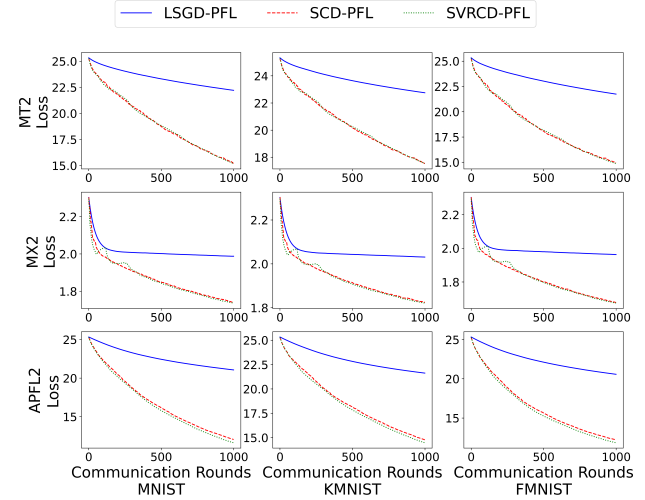 LSGD-PFL SCD-PFL SVRCD-PFL
MT2
Loss
25.0
22.5
20.0
17.5
15.0
0 500 1000
24
22
20
18
0 500 1000
25.0
22.5
20.0
17.5
15.0
0 500 1000
MX2
Loss
2.2
2.0
1.8
0 500 1000
2.2
2.0
1.8
0 500 1000
2.2
2.0
1.8
0 500 1000
APFL2
Loss
25
20
15
0 500 1000
25.0
22.5
20.0
17.5
15.0
0 500 1000
25
20
15
0 500 1000
Communication Rounds
MNIST
Communication Rounds
KMNIST
Communication Rounds
FMNIST